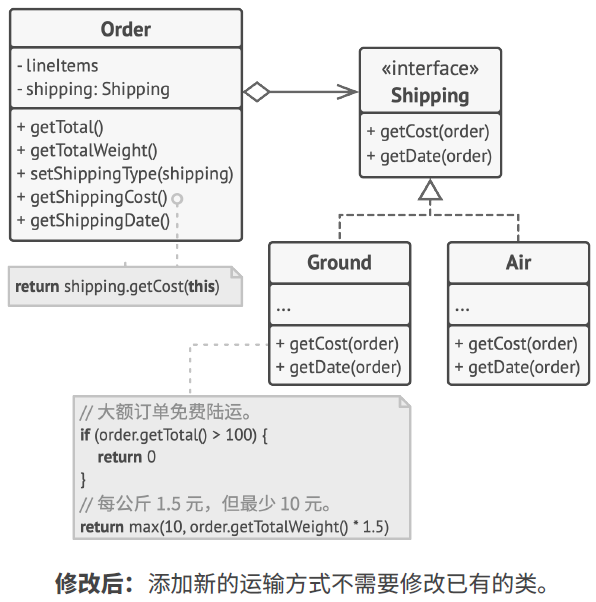 Order
- lineItems
- shipping: Shipping
+ getTotal()
+ getTotalWeight()
+ setShippingType(shipping)
+ getShippingCost()
+ getShippingDate()
return shipping.getCost(this)
«interface»
Shipping
+ getCost(order)
+ getDate(order)
Ground
...
+ getCost(order)
+ getDate(order)
Air
...
+ getCost(order)
+ getDate(order)
// 大额订单免费陆运。
if (order.getTotal() > 100) {
return 0
}
// 每公斤 1.5 元，但最少 10 元。
return max(10, order.getTotalWeight() * 1.5)
修改后：添加新的运输方式不需要修改已有的类。